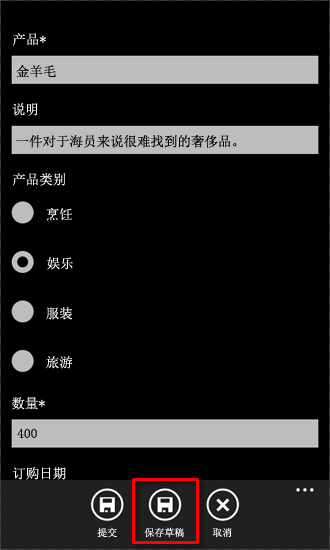 产品*
金羊毛
说明
一件对于海员来说很难找到的奢侈品。
产品类别
烹饪
娱乐
服装
旅游
数量*
400
订购日期
提交 保存草稿 取消